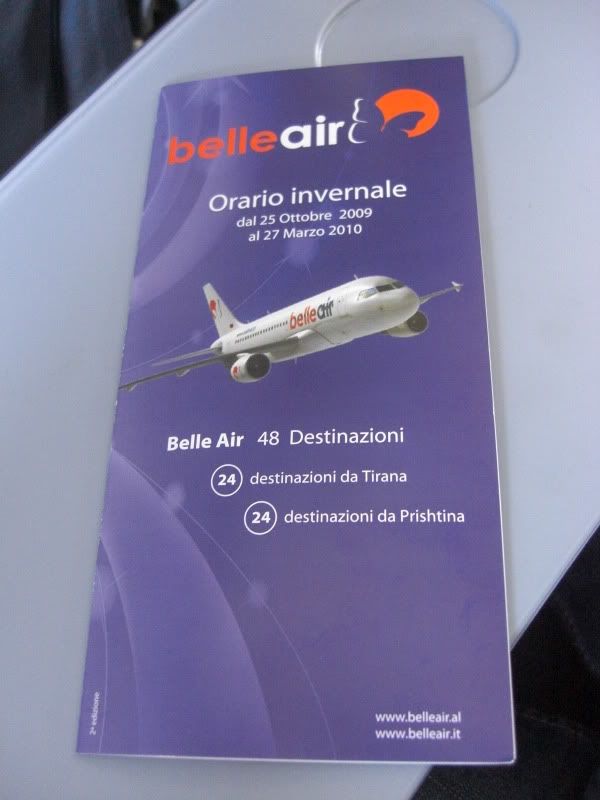 belleair
Orario invernale
dal 25 Ottobre 2009
al 27 Marzo 2010
belleair
Belle Air 48 Destinazioni
24 destinazioni da Tirana
24 destinazioni da Prishtina
2ª edizione
www.belleair.al
www.belleair.it